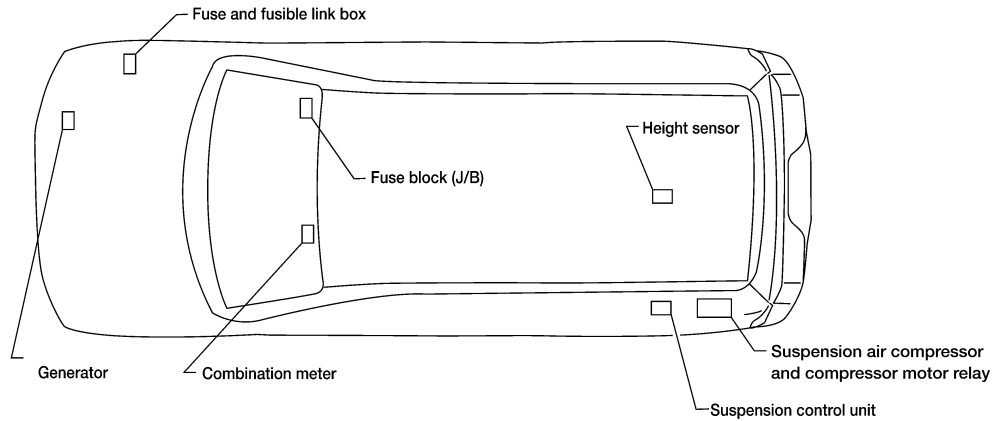 Fuse and fusible link box
Height sensor
Fuse block (J/B)
Generator
Combination meter
Suspension air compressor
and compressor motor relay
Suspension control unit